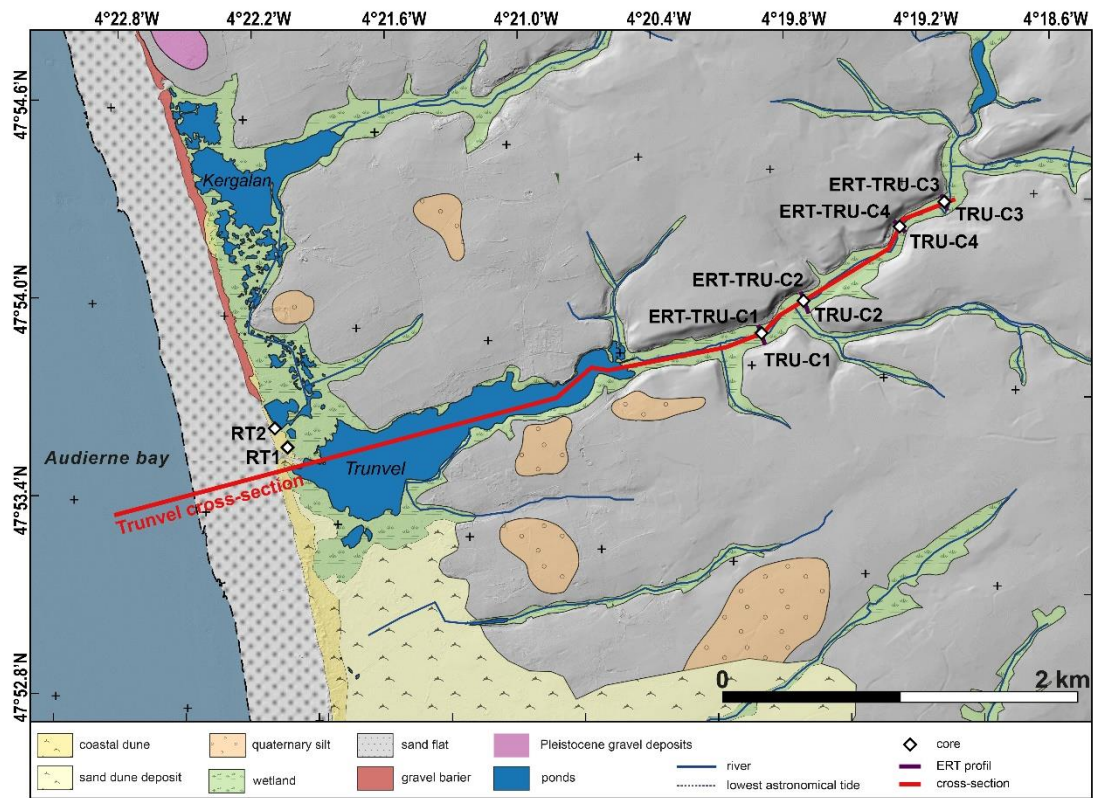 4°22.8'W 4°22.2'W 4°21.6'W 4°21.0'W 4°20.4'W 4°19.8'W 4°19.2'W 4°18.6'W
47°54.6'N
Kergalan
ERT-TRU-C3
ERT-TRU-C4
TRU-C3
TRU-C4
47°54.0'N
ERT-TRU-C2
TRU-C2
ERT-TRU-C1
TRU-C1
RT2
RT1
Audierne bay
Trunvel
47°53.4'N
Trunvel cross-section
47°52.8'N
0 2 km
coastal dune
quaternary silt
sand flat
Pleistocene gravel deposits
core
sand dune deposit
wetland
gravel barier
ponds
river
ERT profil
lowest astronomical tide
cross-section